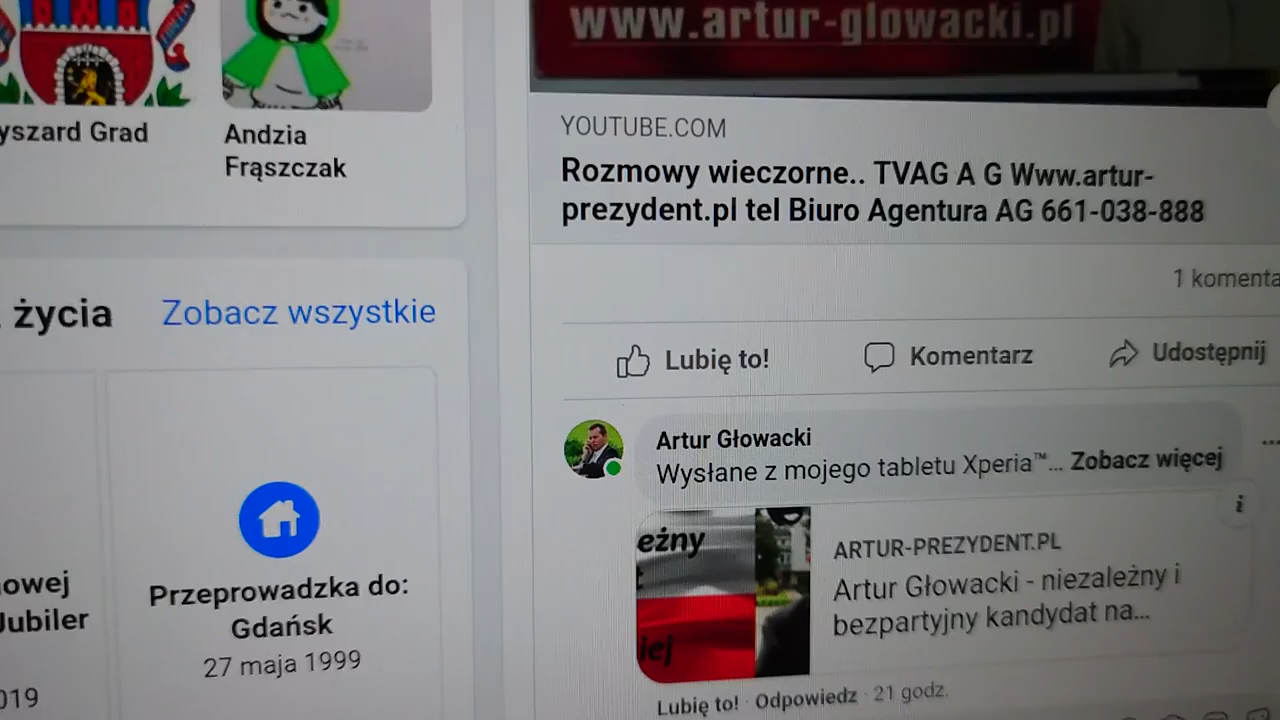 www.artur-glowacki.pl
yszard Grad
Andzia
Frąszczak
YOUTUBE.COM
Rozmowy wieczorne.. TVAG A G Www.artur-
prezydent.pl tel Biuro Agentura AG 661-038-888
1 komenta
życia
Zobacz wszystkie
Lubię to!
Komentarz
Udostępnij
Artur Głowacki
Wysłane z mojego tabletu Xperia™... Zobacz więcej
eżny
iej
ARTUR-PREZYDENT.PL
Artur Głowacki - niezależny i
bezpartyjny kandydat na...
Lubię to! · Odpowiedz · 21 godz.
owej
Jubiler
019
Przeprowadzka do:
Gdańsk
27 maja 1999